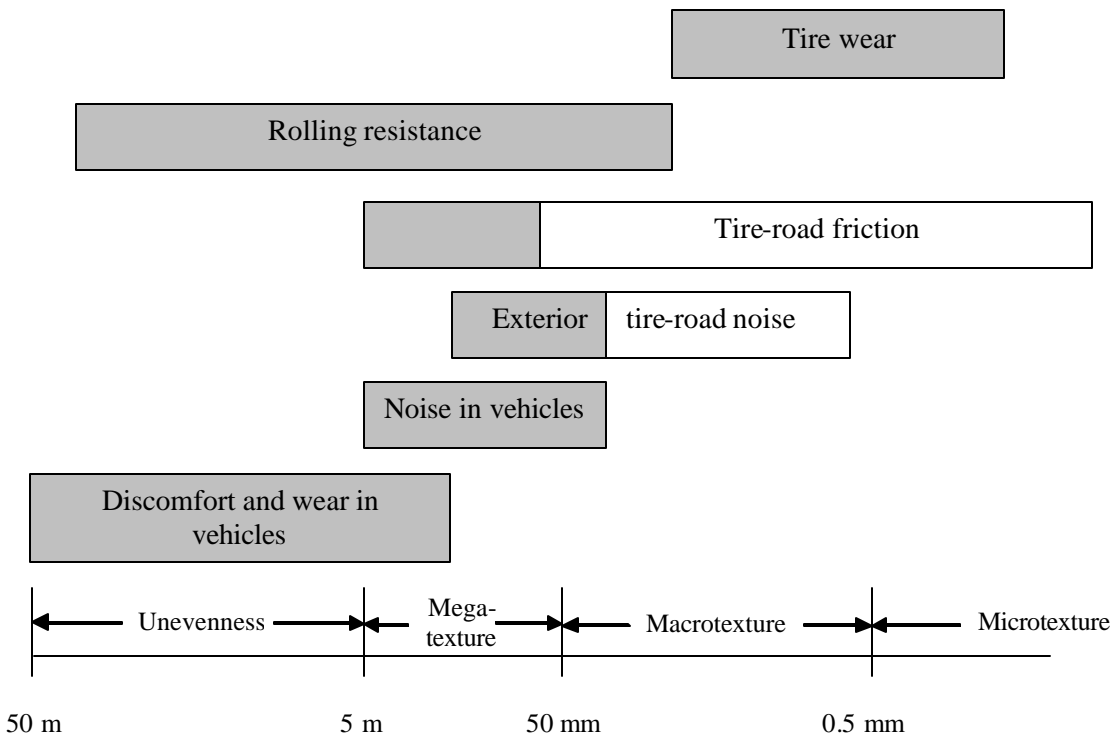 Tire wear
Rolling resistance
Tire-road friction
Exterior tire-road noise
Noise in vehicles
Discomfort and wear in
vehicles
Unevenness
Mega-
texture
Macrotexture
Microtexture
50 m
5 m
50 mm
0.5 mm